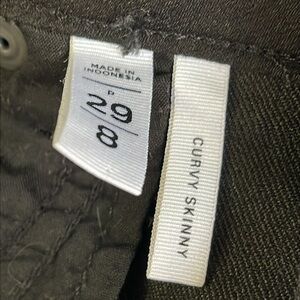 MADE IN
INDONESIA
P
29
8
CURVY SKINNY